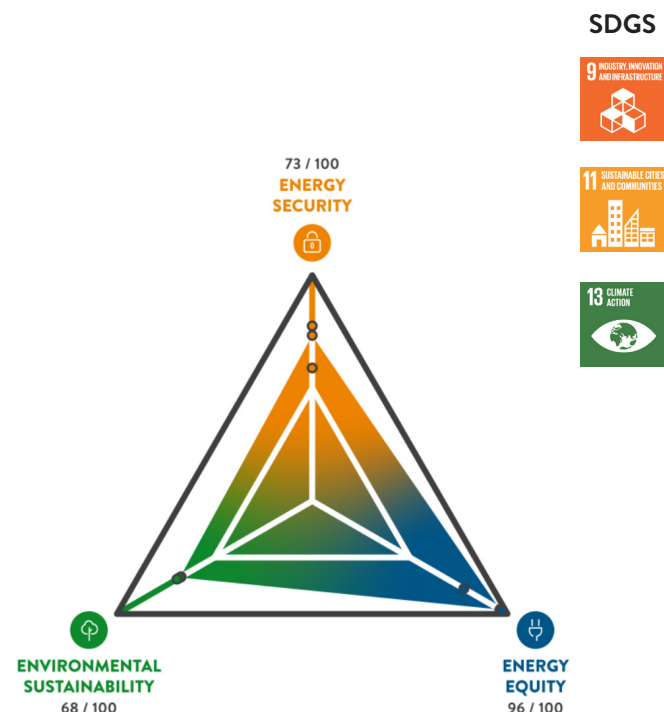 SDGS
9 INDUSTRY, INNOVATION
AND INFRASTRUCTURE
11 SUSTAINABLE CITIES
AND COMMUNITIES
13 CLIMATE
ACTION
73 / 100
ENERGY
SECURITY
ENVIRONMENTAL
SUSTAINABILITY
68 / 100
ENERGY
EQUITY
96 / 100